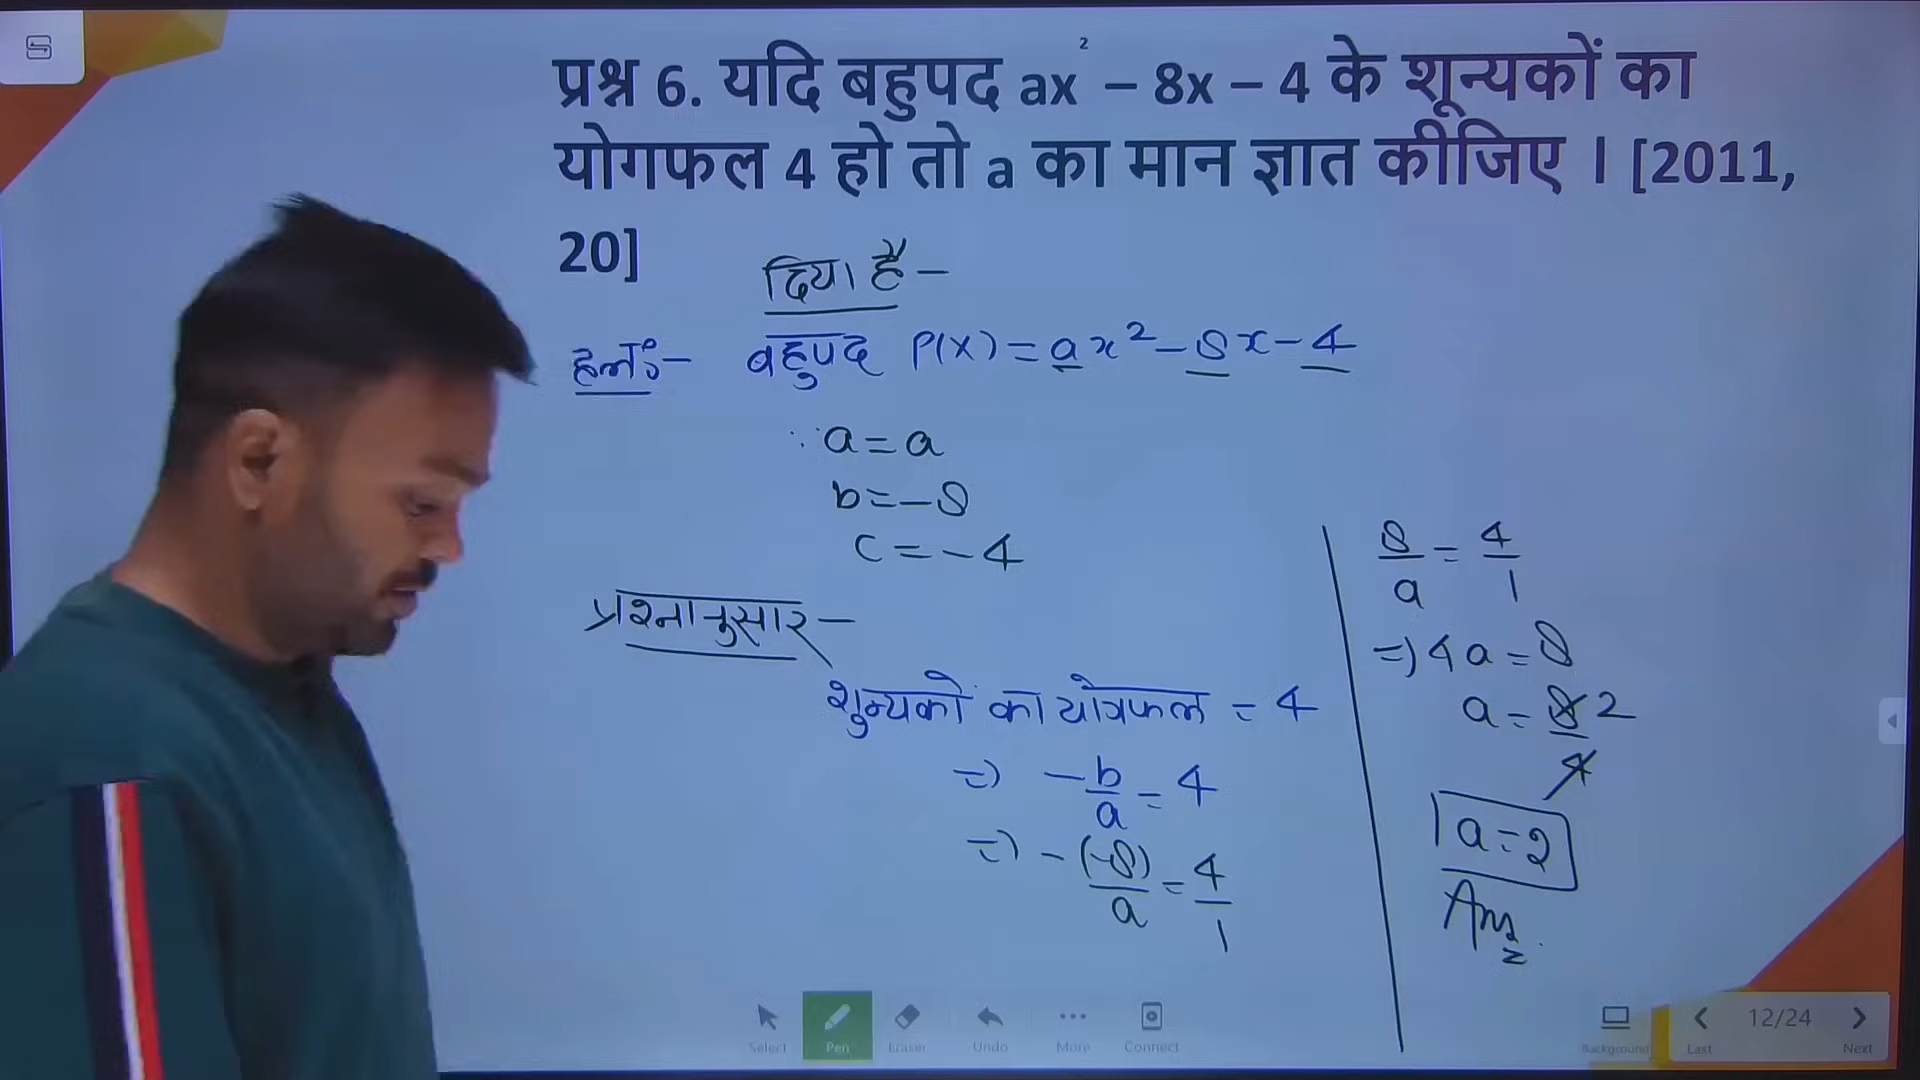 प्रश्न 6. यदि बहुपद ax² – 8x – 4 के शून्यकों का
योगफल 4 हो तो a का मान ज्ञात कीजिए । [2011,
20]
दिया है –
हल :- बहुपद P(x) = ax² – 8x – 4
∵ a = a
b = – 8
c = – 4
प्रश्नानुसार –
शुन्यकों का योगफल = 4
=> –b/a = 4
=> –(–8)/a = 4/1
8/a = 4/1
=> 4a = 8
a = 8/4 2
a = 2
Ans
Select Pen Eraser Undo More Connect
Background
Last 12/24 Next